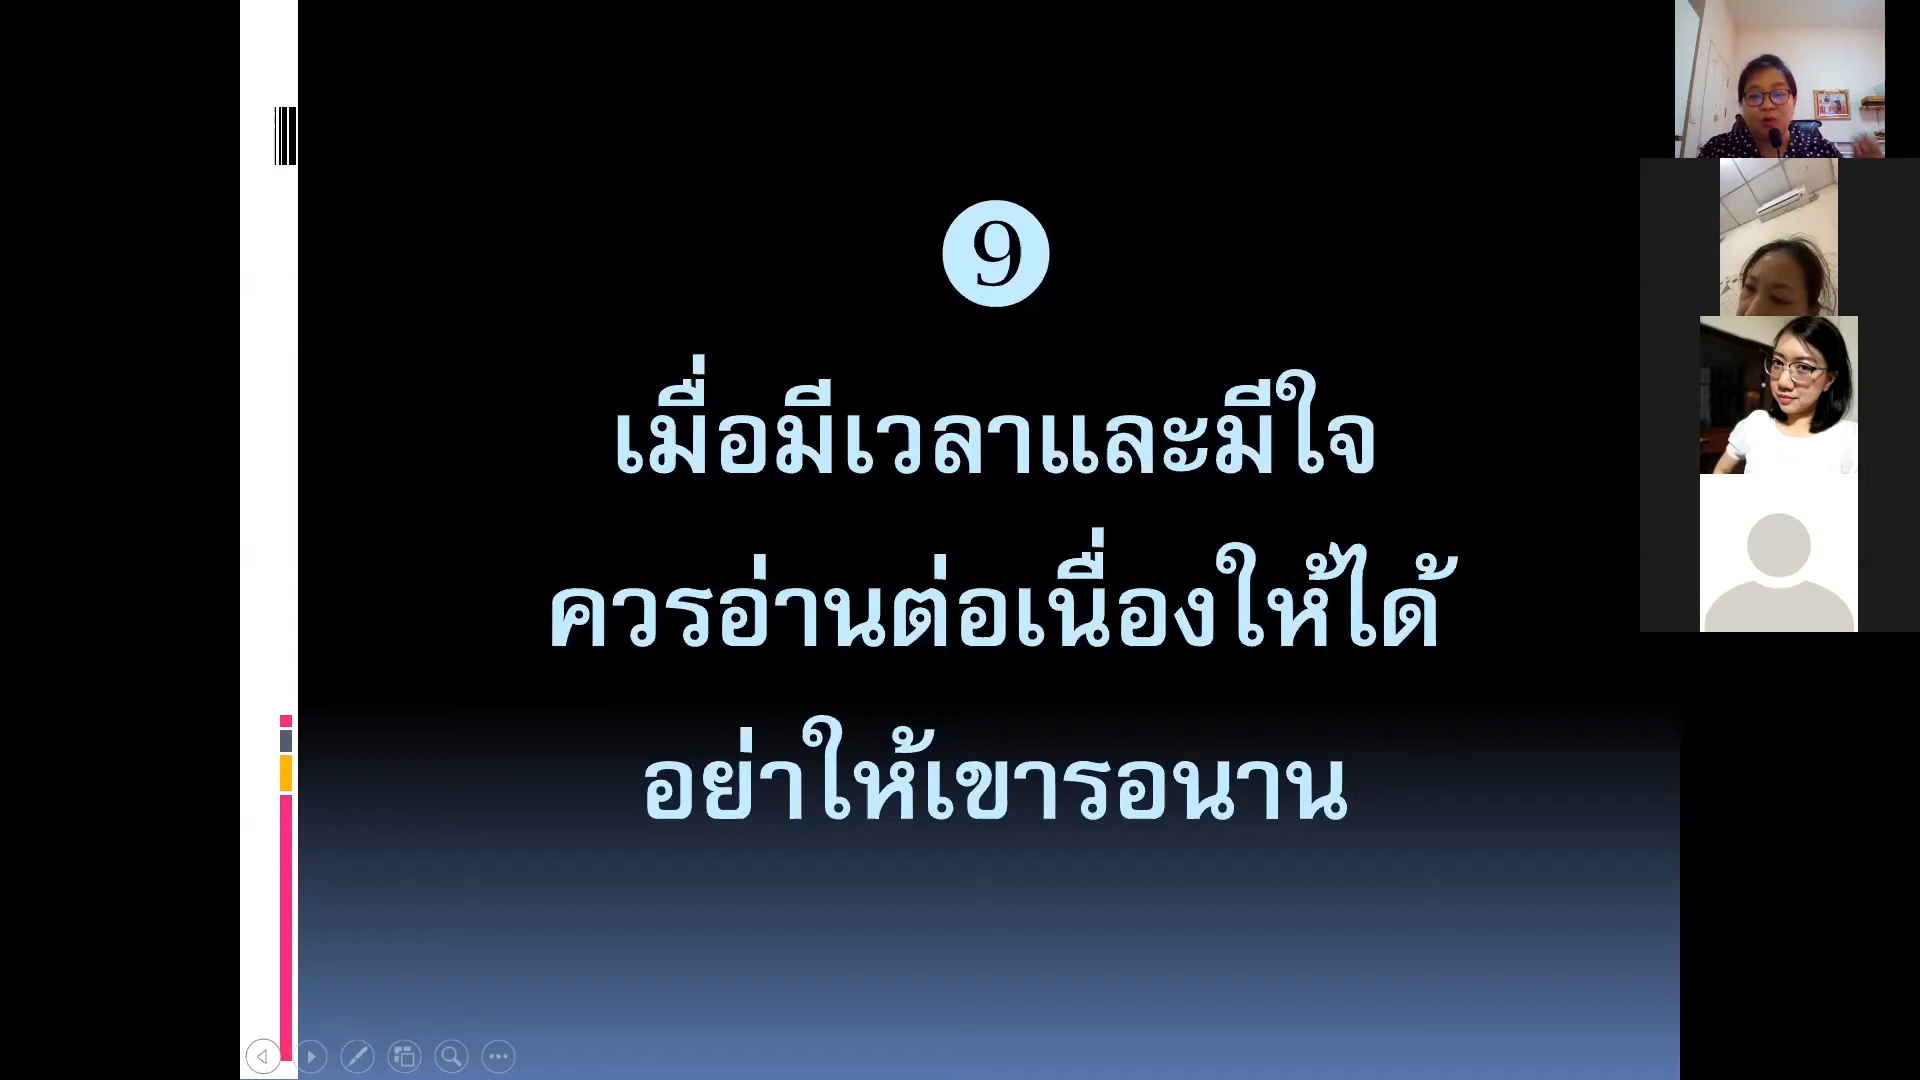 9
เมื่อมีเวลาและมีใจ
ควรอ่านต่อเนื่องให้ได้
อย่าให้เขารอนาน